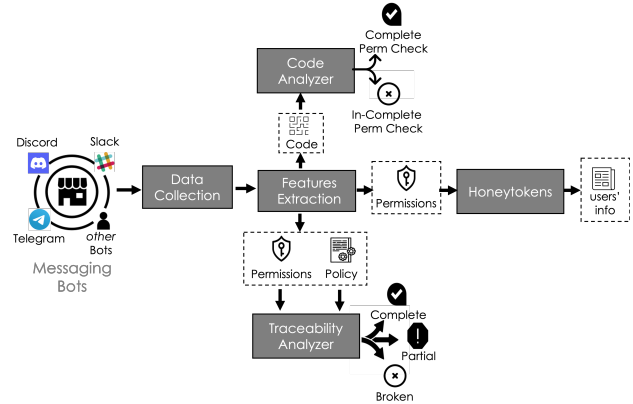 Complete
Perm Check
Code
Analyzer
In-Complete
Perm Check
Code
Discord
Slack
Data
Collection
Features
Extraction
Permissions
Honeytokens
users'
info
Telegram
other
Bots
Messaging
Bots
Permissions
Policy
Traceability
Analyzer
Complete
Partial
Broken